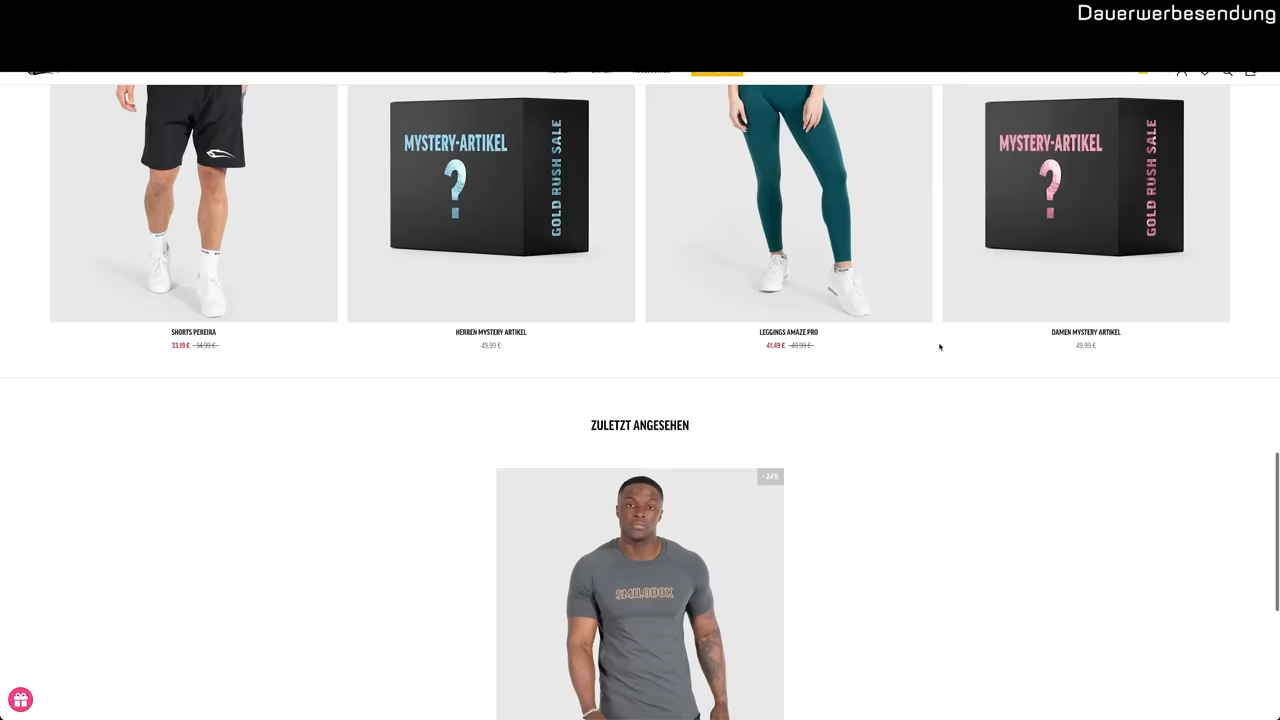 Dauerwerbesendung
MYSTERY-ARTIKEL
?
GOLD RUSH SALE
MYSTERY-ARTIKEL
?
GOLD RUSH SALE
SHORTS PEREIRA
33,19 € 34,99 €
HERREN MYSTERY ARTIKEL
49,99 €
LEGGINGS AMAZE PRO
41,49 € 49,99 €
DAMEN MYSTERY ARTIKEL
49,99 €
ZULETZT ANGESEHEN
- 24%
SMILODOX